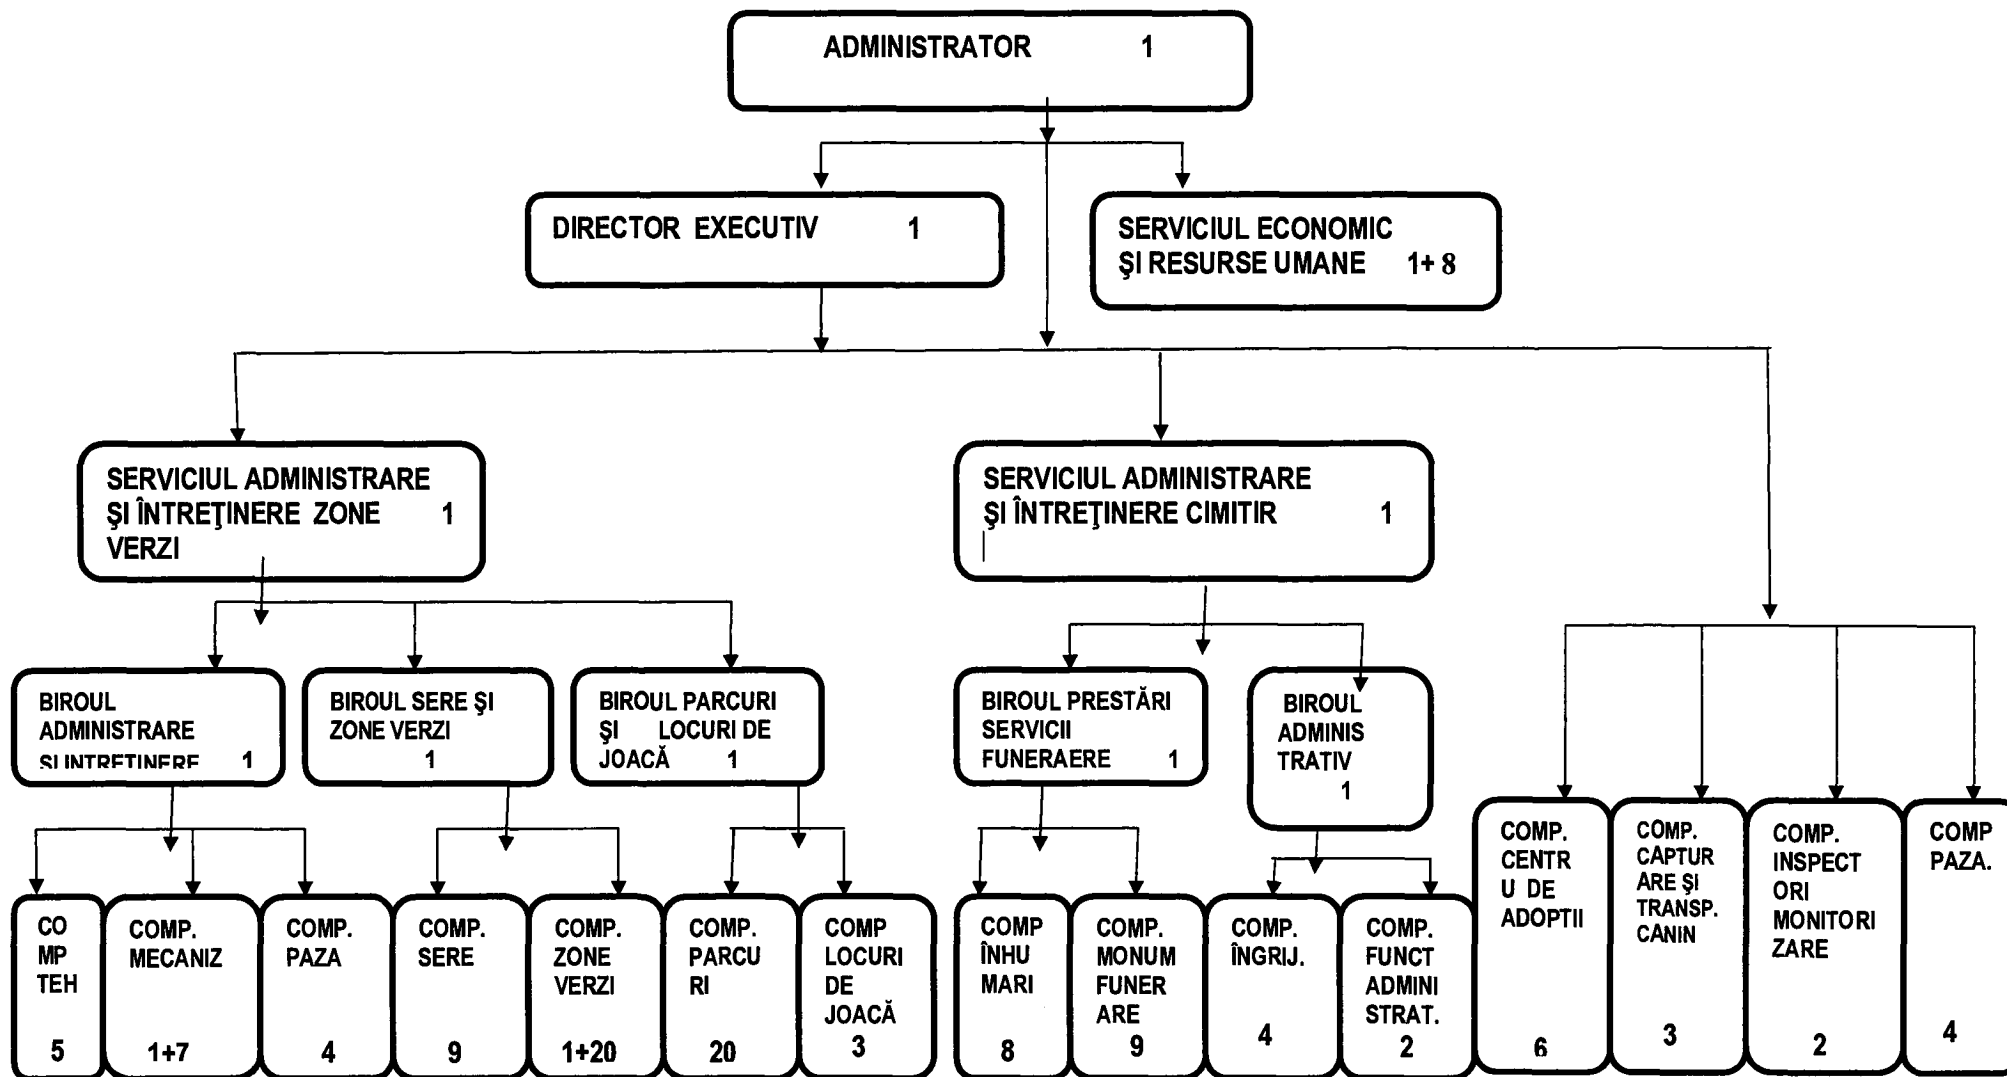 ADMINISTRATOR 1
DIRECTOR EXECUTIV 1
SERVICIUL ECONOMIC
ŞI RESURSE UMANE 1+ 8
SERVICIUL ADMINISTRARE
ŞI ÎNTREŢINERE ZONE 1
VERZI
SERVICIUL ADMINISTRARE
ŞI ÎNTREŢINERE CIMITIR 1
BIROUL
ADMINISTRARE
SI INTRETINERE 1
BIROUL SERE ŞI
ZONE VERZI
1
BIROUL PARCURI
ŞI LOCURI DE
JOACĂ 1
BIROUL PRESTĂRI
SERVICII
FUNERAERE 1
BIROUL
ADMINIS
TRATIV
1
CO
MP
TEH
5
COMP.
MECANIZ
1+7
COMP.
PAZA
4
COMP.
SERE
9
COMP.
ZONE
VERZI
1+20
COMP.
PARCU
RI
20
COMP
LOCURI
DE
JOACĂ
3
COMP
ÎNHU
MARI
8
COMP.
MONUM
FUNER
ARE
9
COMP.
ÎNGRIJ.
4
COMP.
FUNCT
ADMINI
STRAT.
2
COMP.
CENTR
U DE
ADOPTII
6
COMP.
CAPTUR
ARE ŞI
TRANSP.
CANIN
3
COMP.
INSPECT
ORI
MONITORI
ZARE
2
COMP
PAZA.
4